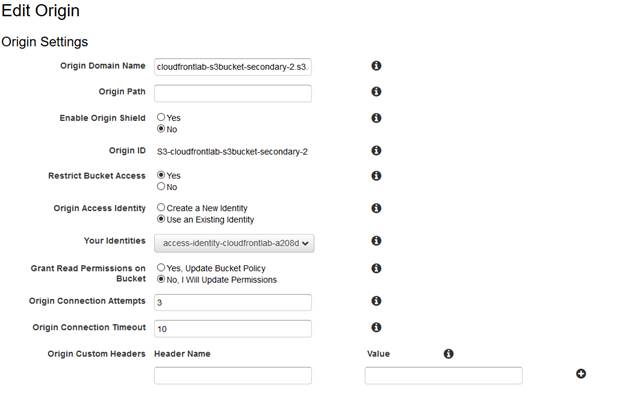 Edit Origin
Origin Settings
Origin Domain Name cloudfrontlab-s3bucket-secondary-2.s3.
Origin Path
Enable Origin Shield Yes
No
Origin ID S3-cloudfrontlab-s3bucket-secondary-2
Restrict Bucket Access Yes
No
Origin Access Identity Create a New Identity
Use an Existing Identity
Your Identities access-identity-cloudfrontlab-a208d
Grant Read Permissions on Yes, Update Bucket Policy
Bucket No, I Will Update Permissions
Origin Connection Attempts 3
Origin Connection Timeout 10
Origin Custom Headers Header Name Value